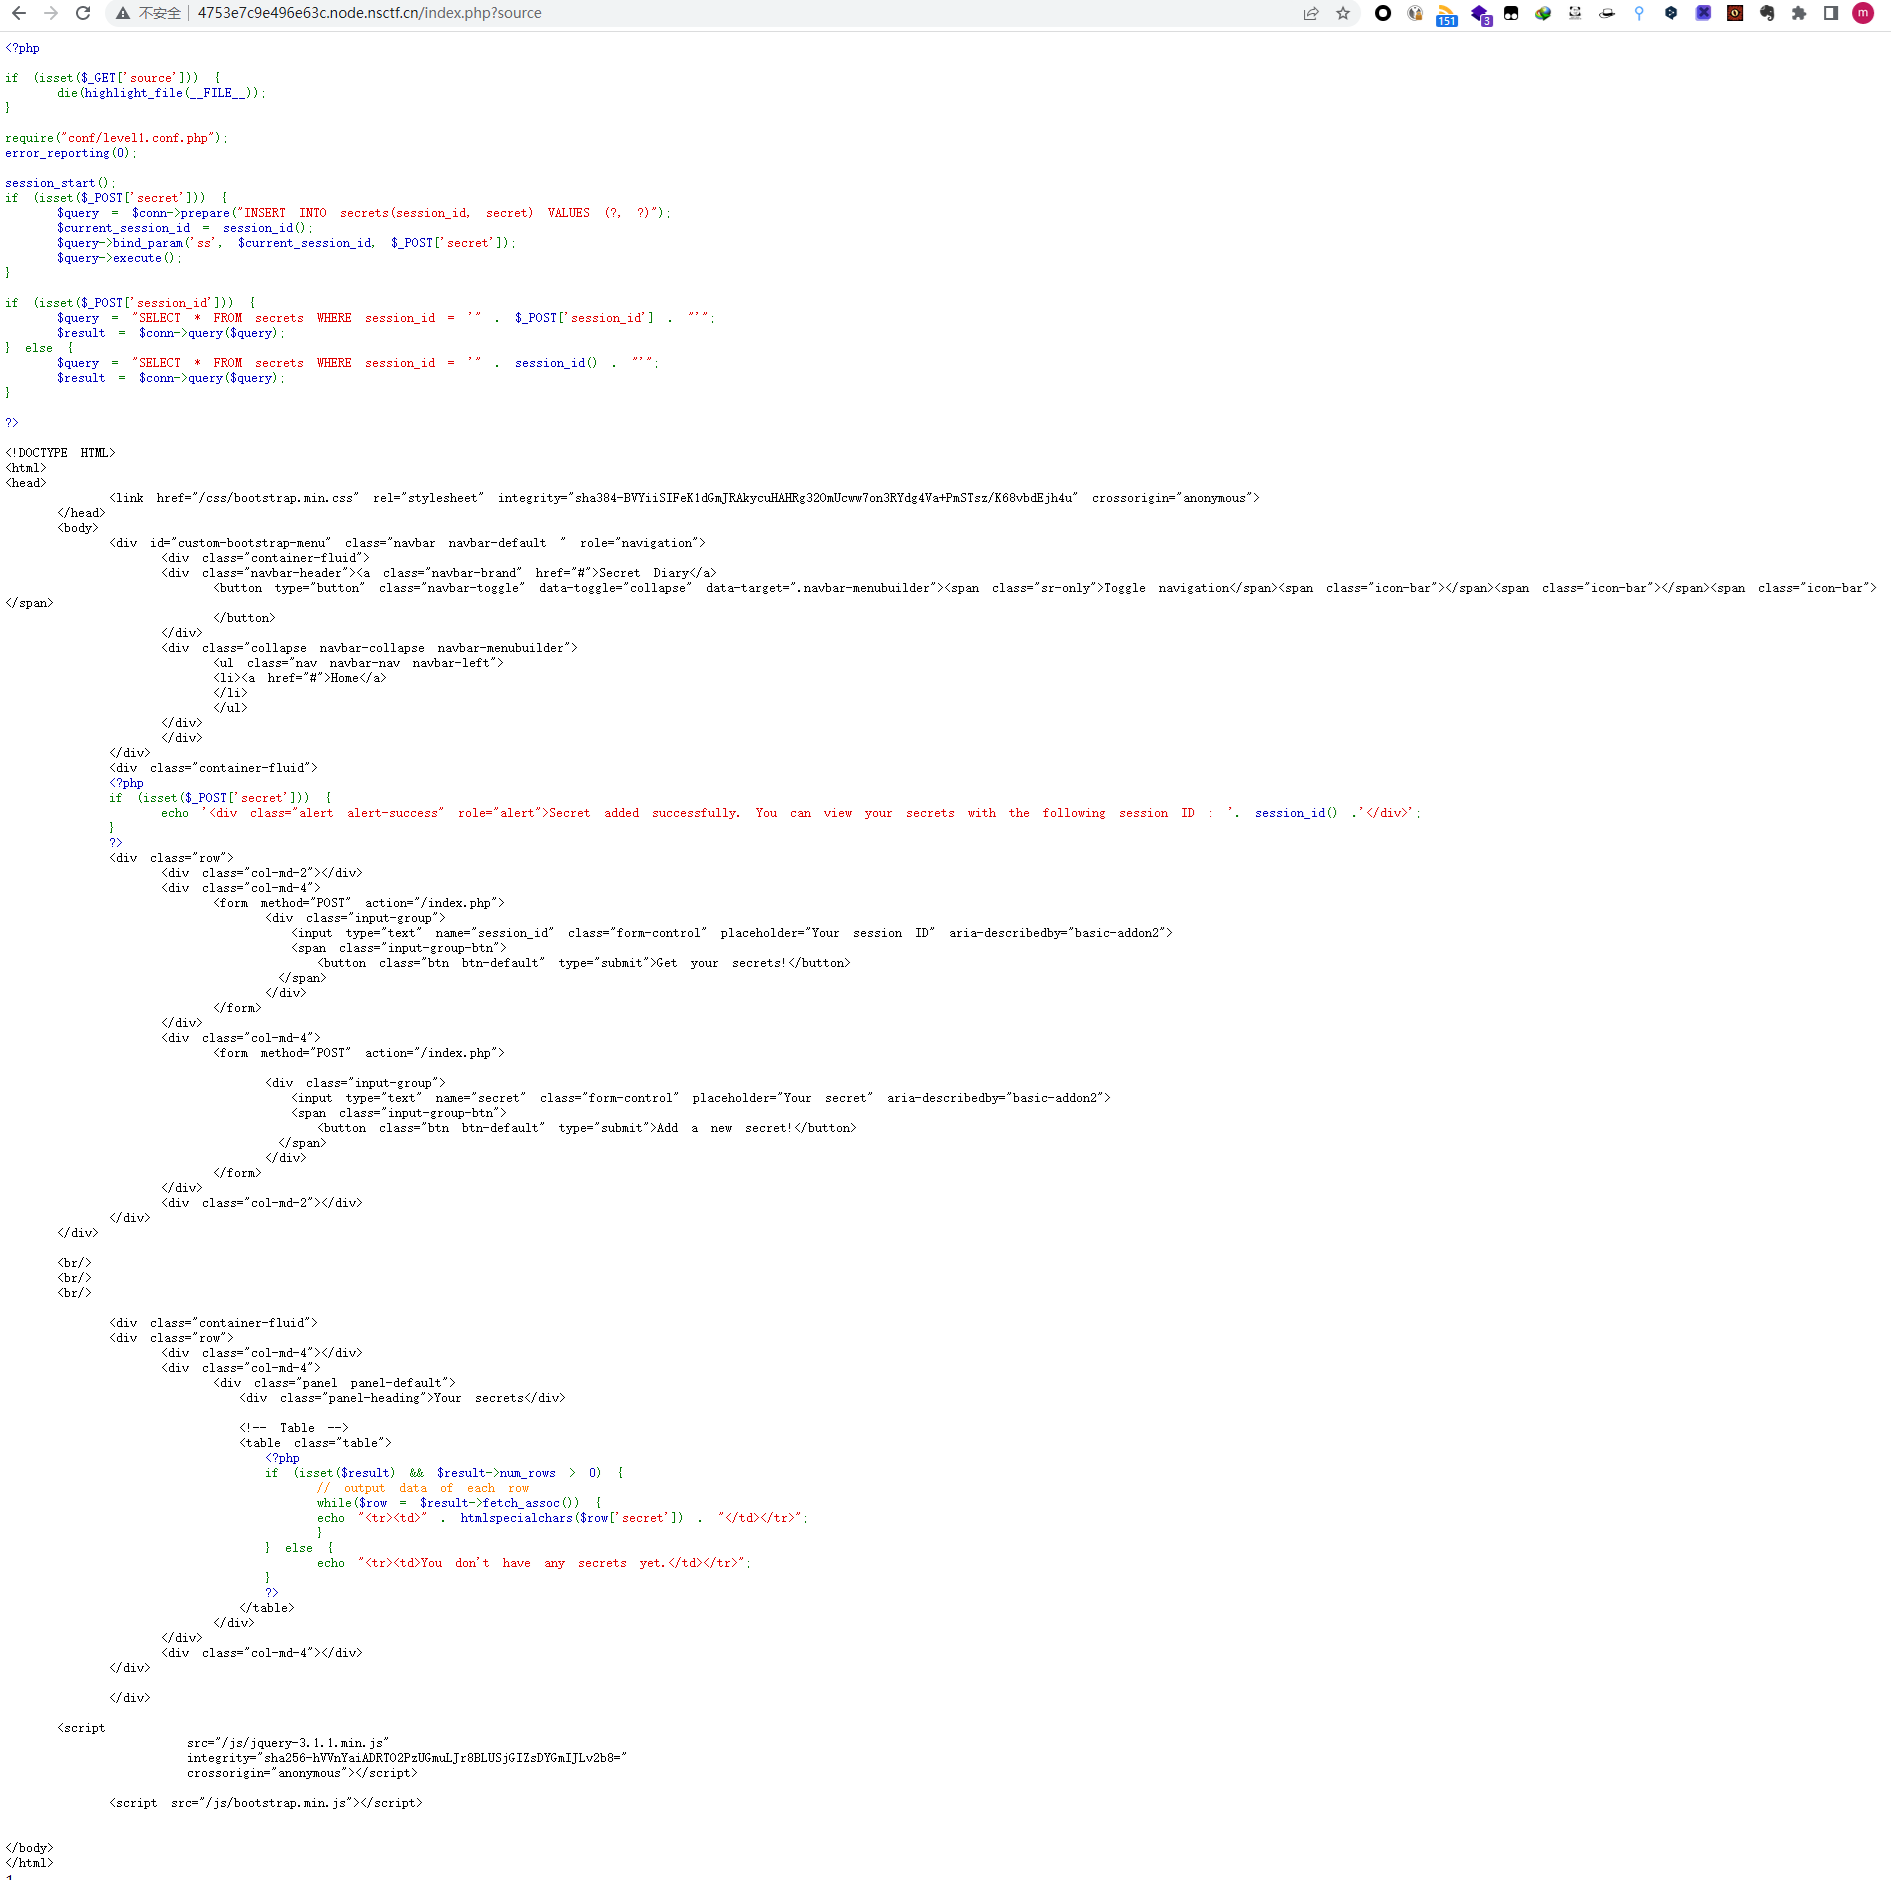 不安全 4753e7c9e496e63c.node.nsctf.cn/index.php?source
151
3
m
<?php
if (isset($_GET['source'])) {
die(highlight_file(__FILE__));
}
require("conf/level1.conf.php");
error_reporting(0);
session_start();
if (isset($_POST['secret'])) {
$query = $conn->prepare("INSERT INTO secrets(session_id, secret) VALUES (?, ?)");
$current_session_id = session_id();
$query->bind_param('ss', $current_session_id, $_POST['secret']);
$query->execute();
}
if (isset($_POST['session_id'])) {
$query = "SELECT * FROM secrets WHERE session_id = '" . $_POST['session_id'] . "'";
$result = $conn->query($query);
} else {
$query = "SELECT * FROM secrets WHERE session_id = '" . session_id() . "'";
$result = $conn->query($query);
}
?>
<!DOCTYPE HTML>
<html>
<head>
<link href="/css/bootstrap.min.css" rel="stylesheet" integrity="sha384-BVYiiSIFeK1dGmJRAkycuHAHRg32OmUcww7on3RYdg4Va+PmSTsz/K68vbdEjh4u" crossorigin="anonymous">
</head>
<body>
<div id="custom-bootstrap-menu" class="navbar navbar-default " role="navigation">
<div class="container-fluid">
<div class="navbar-header"><a class="navbar-brand" href="#">Secret Diary</a>
<button type="button" class="navbar-toggle" data-toggle="collapse" data-target=".navbar-menubuilder"><span class="sr-only">Toggle navigation</span><span class="icon-bar"></span><span class="icon-bar"></span><span class="icon-bar">
</span>
</button>
</div>
<div class="collapse navbar-collapse navbar-menubuilder">
<ul class="nav navbar-nav navbar-left">
<li><a href="#">Home</a>
</li>
</ul>
</div>
</div>
</div>
<div class="container-fluid">
<?php
if (isset($_POST['secret'])) {
echo '<div class="alert alert-success" role="alert">Secret added successfully. You can view your secrets with the following session ID : '. session_id() .'</div>';
}
?>
<div class="row">
<div class="col-md-2"></div>
<div class="col-md-4">
<form method="POST" action="/index.php">
<div class="input-group">
<input type="text" name="session_id" class="form-control" placeholder="Your session ID" aria-describedby="basic-addon2">
<span class="input-group-btn">
<button class="btn btn-default" type="submit">Get your secrets!</button>
</span>
</div>
</form>
</div>
<div class="col-md-4">
<form method="POST" action="/index.php">
<div class="input-group">
<input type="text" name="secret" class="form-control" placeholder="Your secret" aria-describedby="basic-addon2">
<span class="input-group-btn">
<button class="btn btn-default" type="submit">Add a new secret!</button>
</span>
</div>
</form>
</div>
<div class="col-md-2"></div>
</div>
</div>
<br/>
<br/>
<br/>
<div class="container-fluid">
<div class="row">
<div class="col-md-4"></div>
<div class="col-md-4">
<div class="panel panel-default">
<div class="panel-heading">Your secrets</div>
<!-- Table -->
<table class="table">
<?php
if (isset($result) && $result->num_rows > 0) {
// output data of each row
while($row = $result->fetch_assoc()) {
echo "<tr><td>" . htmlspecialchars($row['secret']) . "</td></tr>";
}
} else {
echo "<tr><td>You don't have any secrets yet.</td></tr>";
}
?>
</table>
</div>
</div>
<div class="col-md-4"></div>
</div>
</div>
<script
src="/js/jquery-3.1.1.min.js"
integrity="sha256-hVVnYaiADRTO2PzUGmuLJr8BLUSjGIZsDYGmIJLv2b8="
crossorigin="anonymous"></script>
<script src="/js/bootstrap.min.js"></script>
</body>
</html>
1